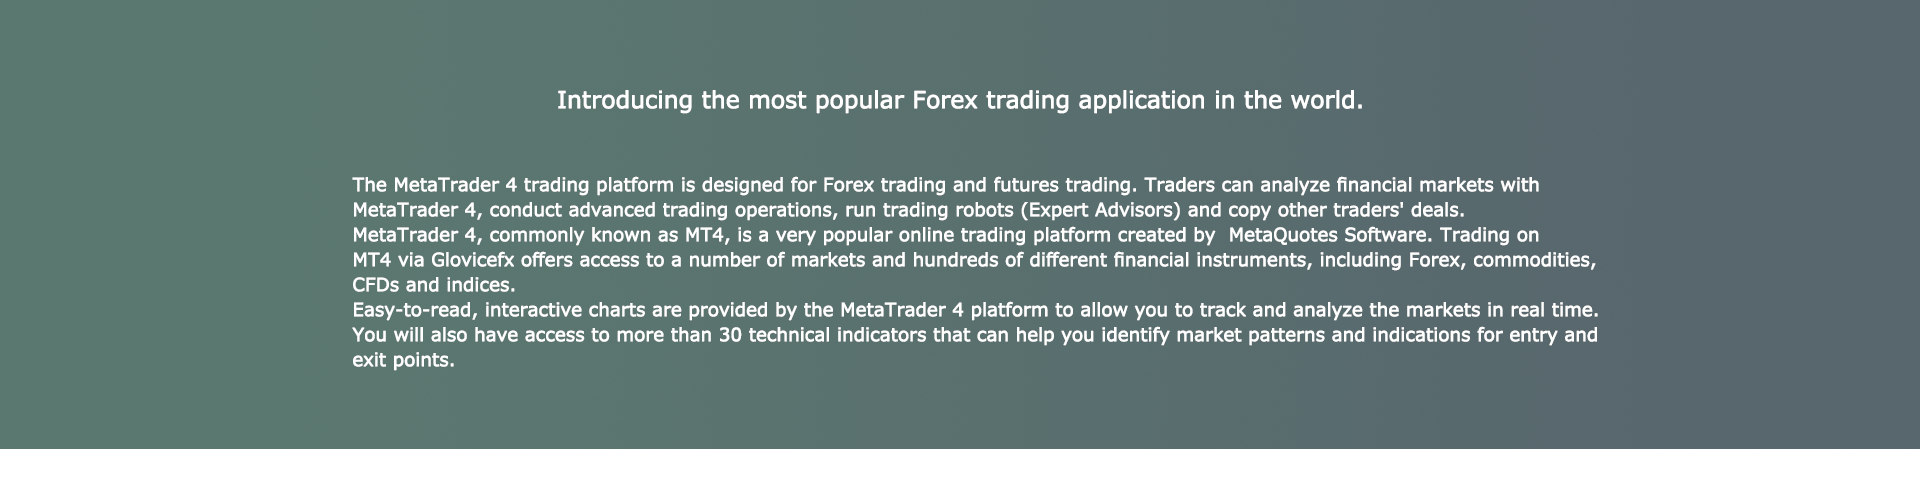 Introducing the most popular Forex trading application in the world.
The MetaTrader 4 trading platform is designed for Forex trading and futures trading. Traders can analyze financial markets with
MetaTrader 4, conduct advanced trading operations, run trading robots (Expert Advisors) and copy other traders' deals.
MetaTrader 4, commonly known as MT4, is a very popular online trading platform created by  MetaQuotes Software. Trading on
MT4 via Glovicefx offers access to a number of markets and hundreds of different financial instruments, including Forex, commodities,
CFDs and indices.
Easy-to-read, interactive charts are provided by the MetaTrader 4 platform to allow you to track and analyze the markets in real time.
You will also have access to more than 30 technical indicators that can help you identify market patterns and indications for entry and
exit points.